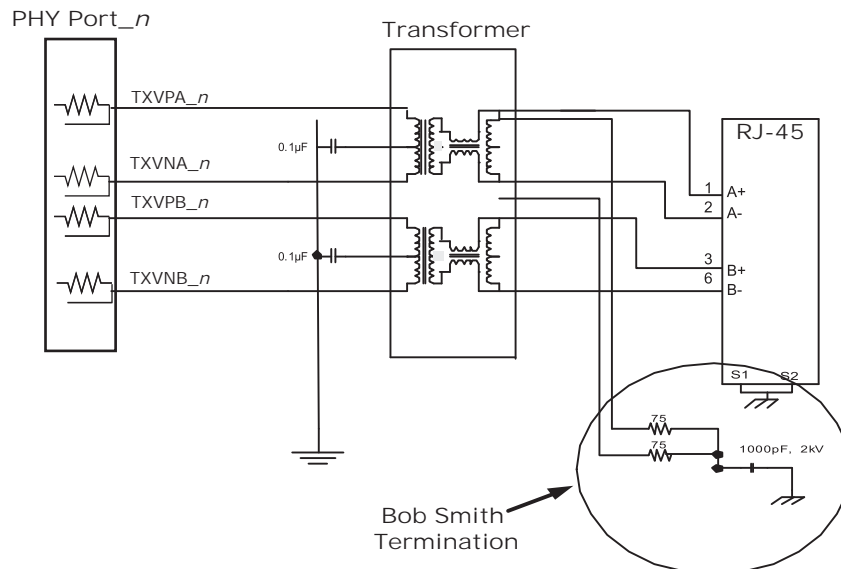 PHY Port_n
Transformer
TXVPA_n
0.1µF
TXVNA_n
TXVPB_n
0.1µF
TXVNB_n
RJ-45
1 A+
2 A-
3 B+
6 B-
S1 S2
75
75
1000pF, 2kV
Bob Smith
Termination